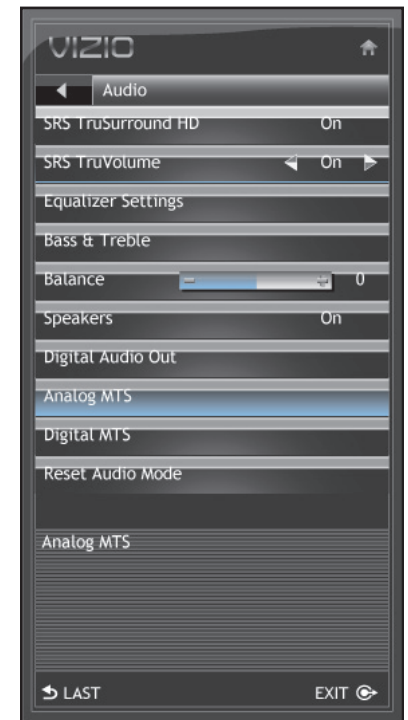 VIZIO
Audio
SRS TruSurround HD On
SRS TruVolume On
Equalizer Settings
Bass & Treble
Balance 0
Speakers On
Digital Audio Out
Analog MTS
Digital MTS
Reset Audio Mode
Analog MTS
LAST EXIT